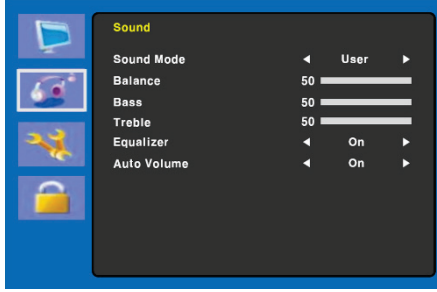 Sound
Sound Mode ◀ User ▶
Balance 50
Bass 50
Treble 50
Equalizer ◀ On ▶
Auto Volume ◀ On ▶